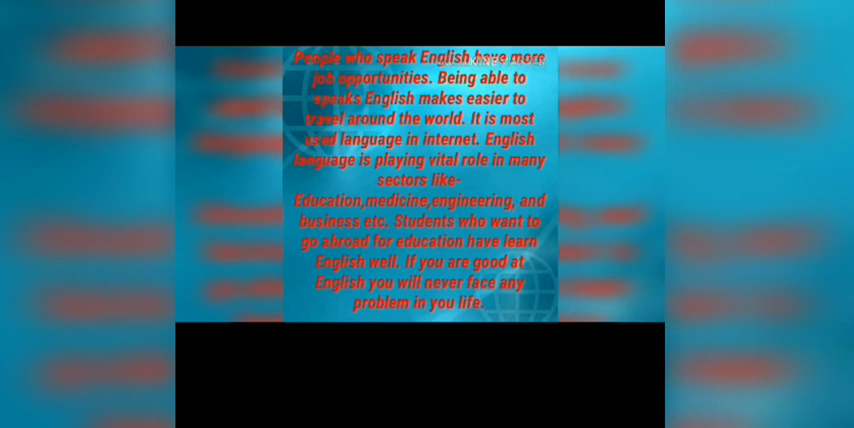 People who speak English have more
job opportunities. Being able to
speaks English makes easier to
travel around the world. It is most
used language in internet. English
language is playing vital role in many
sectors like-
Education,medicine,engineering, and
business etc. Students who want to
go abroad for education have learn
English well. If you are good at
English you will never face any
problem in you life.